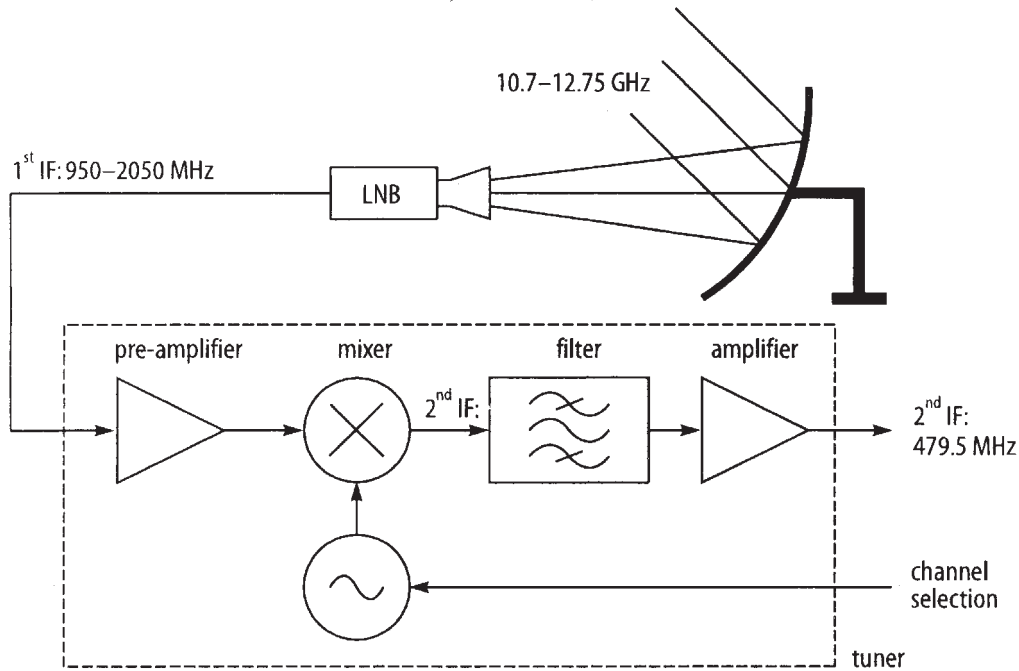 10.7–12.75 GHz
1st IF: 950–2050 MHz
LNB
pre-amplifier
mixer
filter
amplifier
2nd IF:
2nd IF:
479.5 MHz
channel
selection
tuner